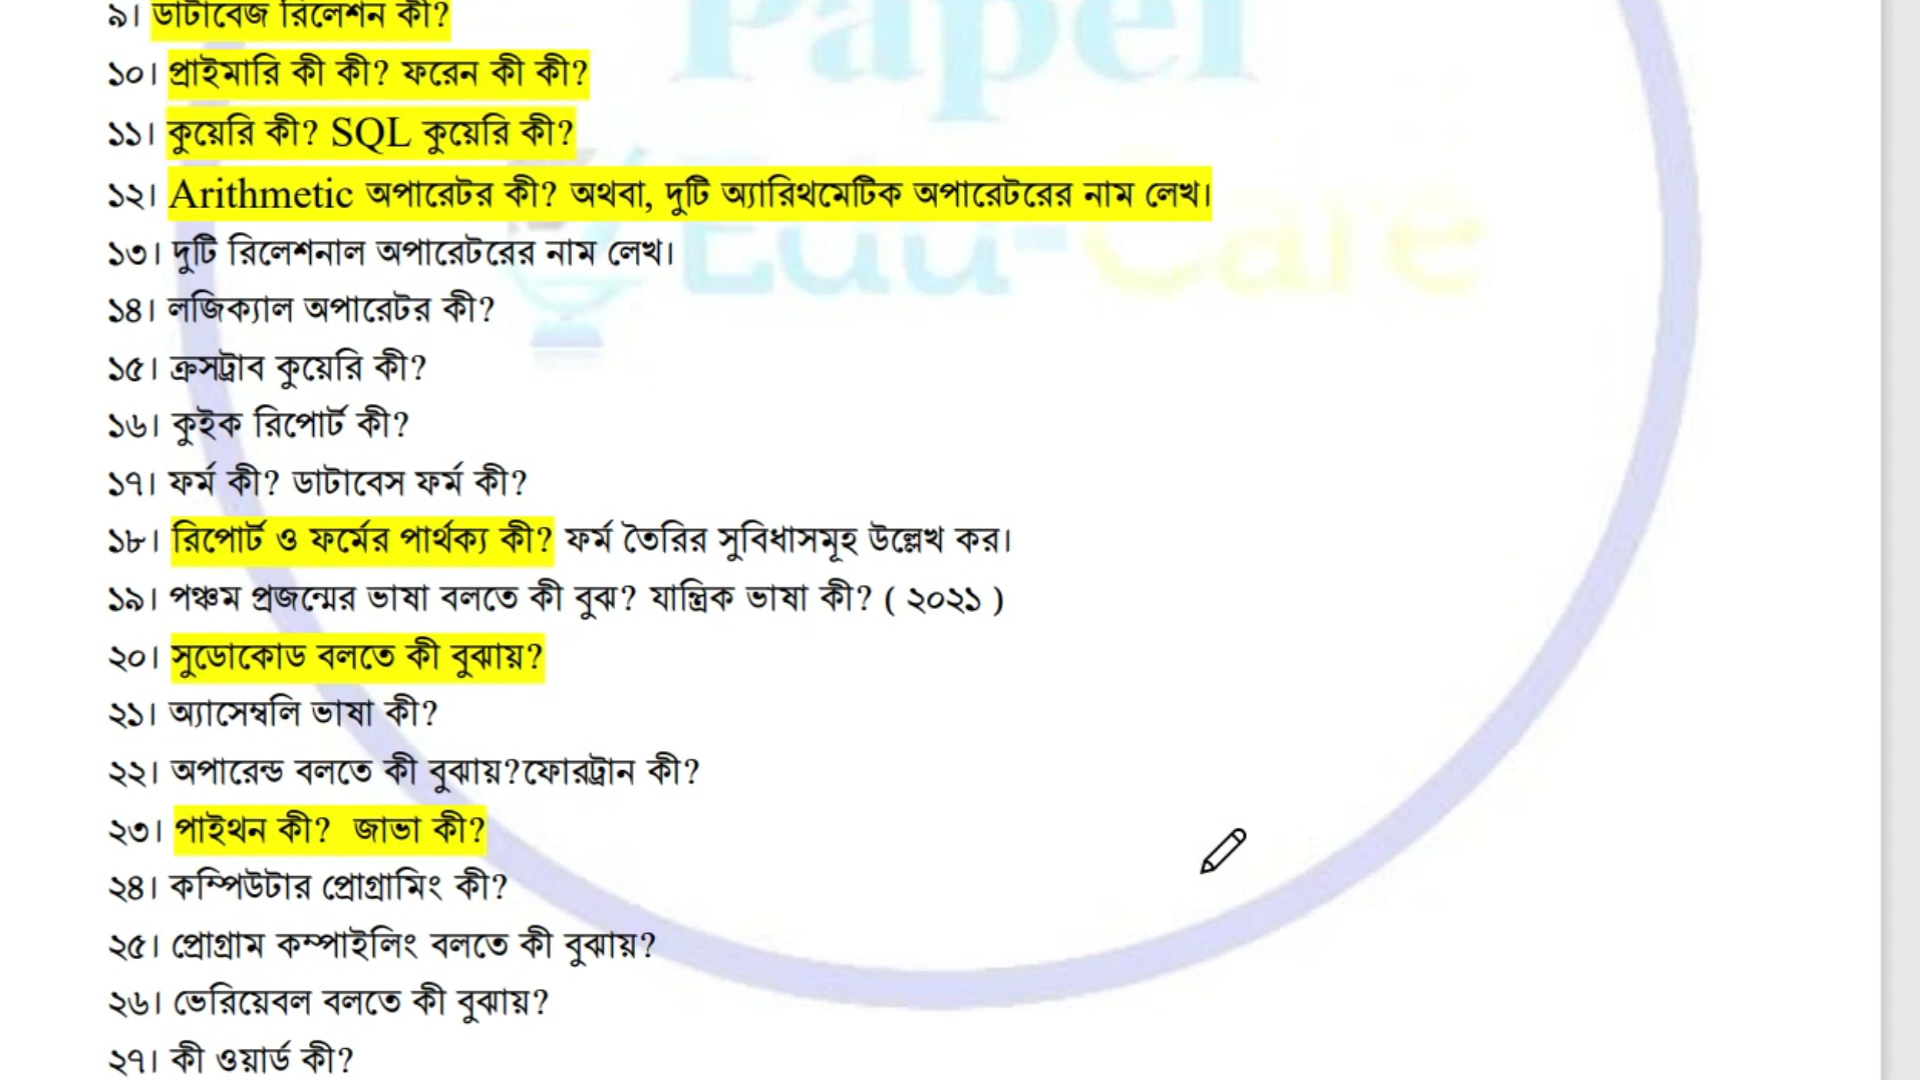 ৯। ডাটাবেজ রিলেশন কী?
১০। প্রাইমারি কী কী? ফরেন কী কী?
১১। কুয়েরি কী? SQL কুয়েরি কী?
১২। Arithmetic অপারেটর কী? অথবা, দুটি অ্যারিথমেটিক অপারেটরের নাম লেখ।
১৩। দুটি রিলেশনাল অপারেটরের নাম লেখ।
১৪। লজিক্যাল অপারেটর কী?
১৫। ক্রসট্রাব কুয়েরি কী?
১৬। কুইক রিপোর্ট কী?
১৭। ফর্ম কী? ডাটাবেস ফর্ম কী?
১৮। রিপোর্ট ও ফর্মের পার্থক্য কী? ফর্ম তৈরির সুবিধাসমূহ উল্লেখ কর।
১৯। পঞ্চম প্রজন্মের ভাষা বলতে কী বুঝ? যান্ত্রিক ভাষা কী? ( ২০২১ )
২০। সুডোকোড বলতে কী বুঝায়?
২১। অ্যাসেম্বলি ভাষা কী?
২২। অপারেন্ড বলতে কী বুঝায়?ফোরট্রান কী?
২৩। পাইথন কী? জাভা কী?
২৪। কম্পিউটার প্রোগ্রামিং কী?
২৫। প্রোগ্রাম কম্পাইলিং বলতে কী বুঝায়?
২৬। ভেরিয়েবল বলতে কী বুঝায়?
২৭। কী ওয়ার্ড কী?
Papel
Edu-Care